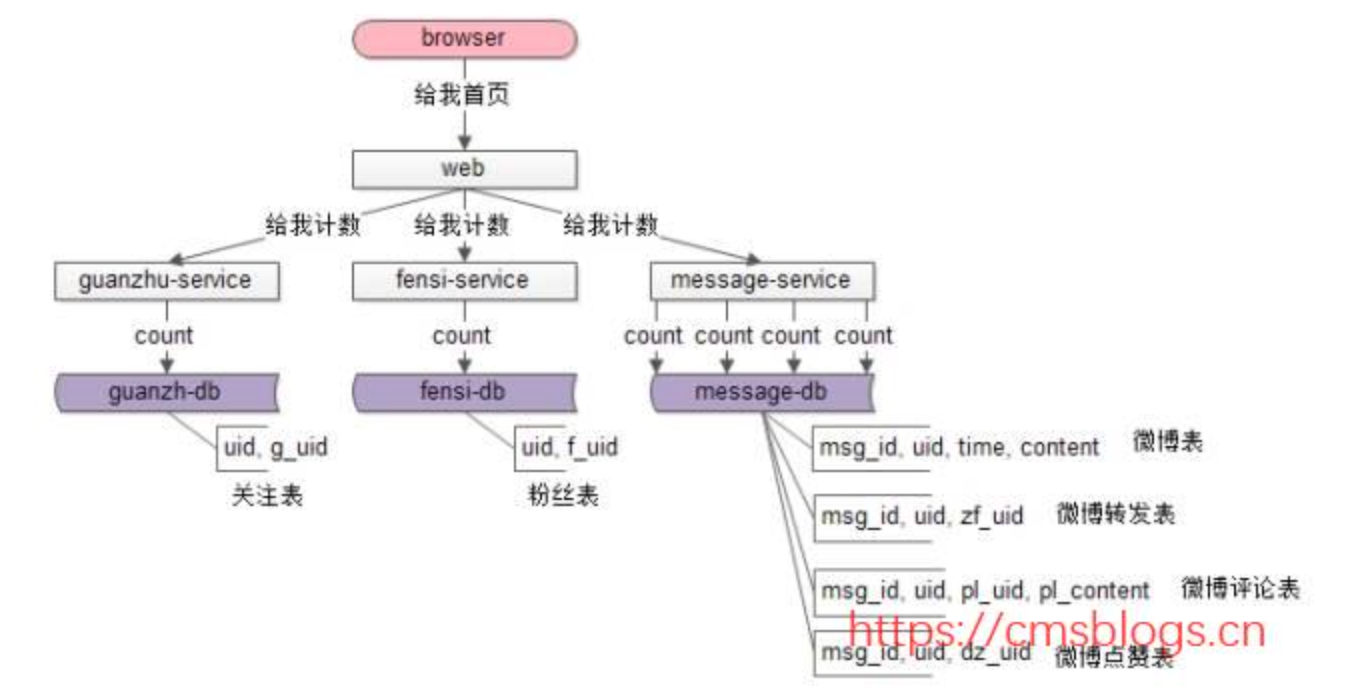 browser
给我首页
web
给我计数 给我计数 给我计数
guanzhu-service fensi-service message-service
count count count count count count
guanzh-db fensi-db message-db
uid, g_uid uid, f_uid msg_id, uid, time, content 微博表
关注表 粉丝表
msg_id, uid, zf_uid 微博转发表
msg_id, uid, pl_uid, pl_content 微博评论表
https://cmsblogs.cn
msg_id, uid, dz_uid 微博点赞表